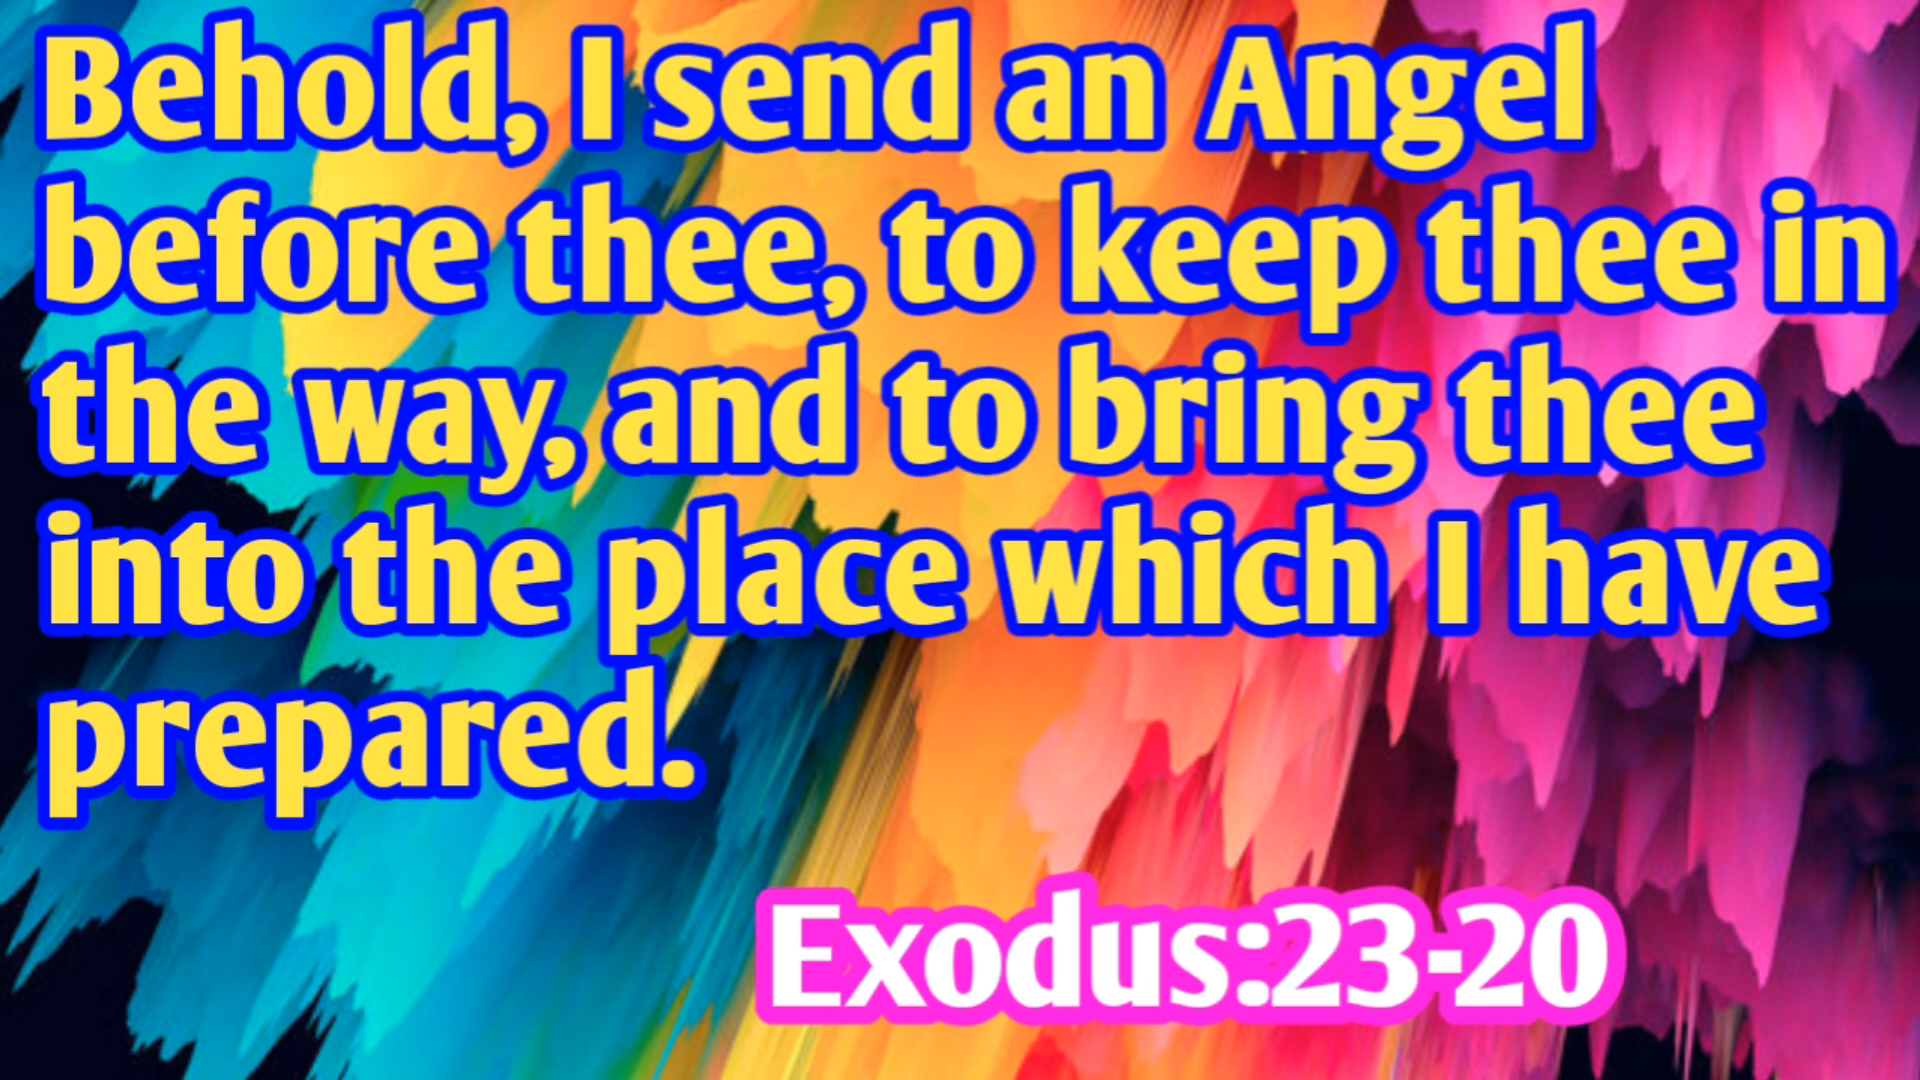 Behold, I send an Angel
before thee, to keep thee in
the way, and to bring thee
into the place which I have
prepared.
Exodus:23-20